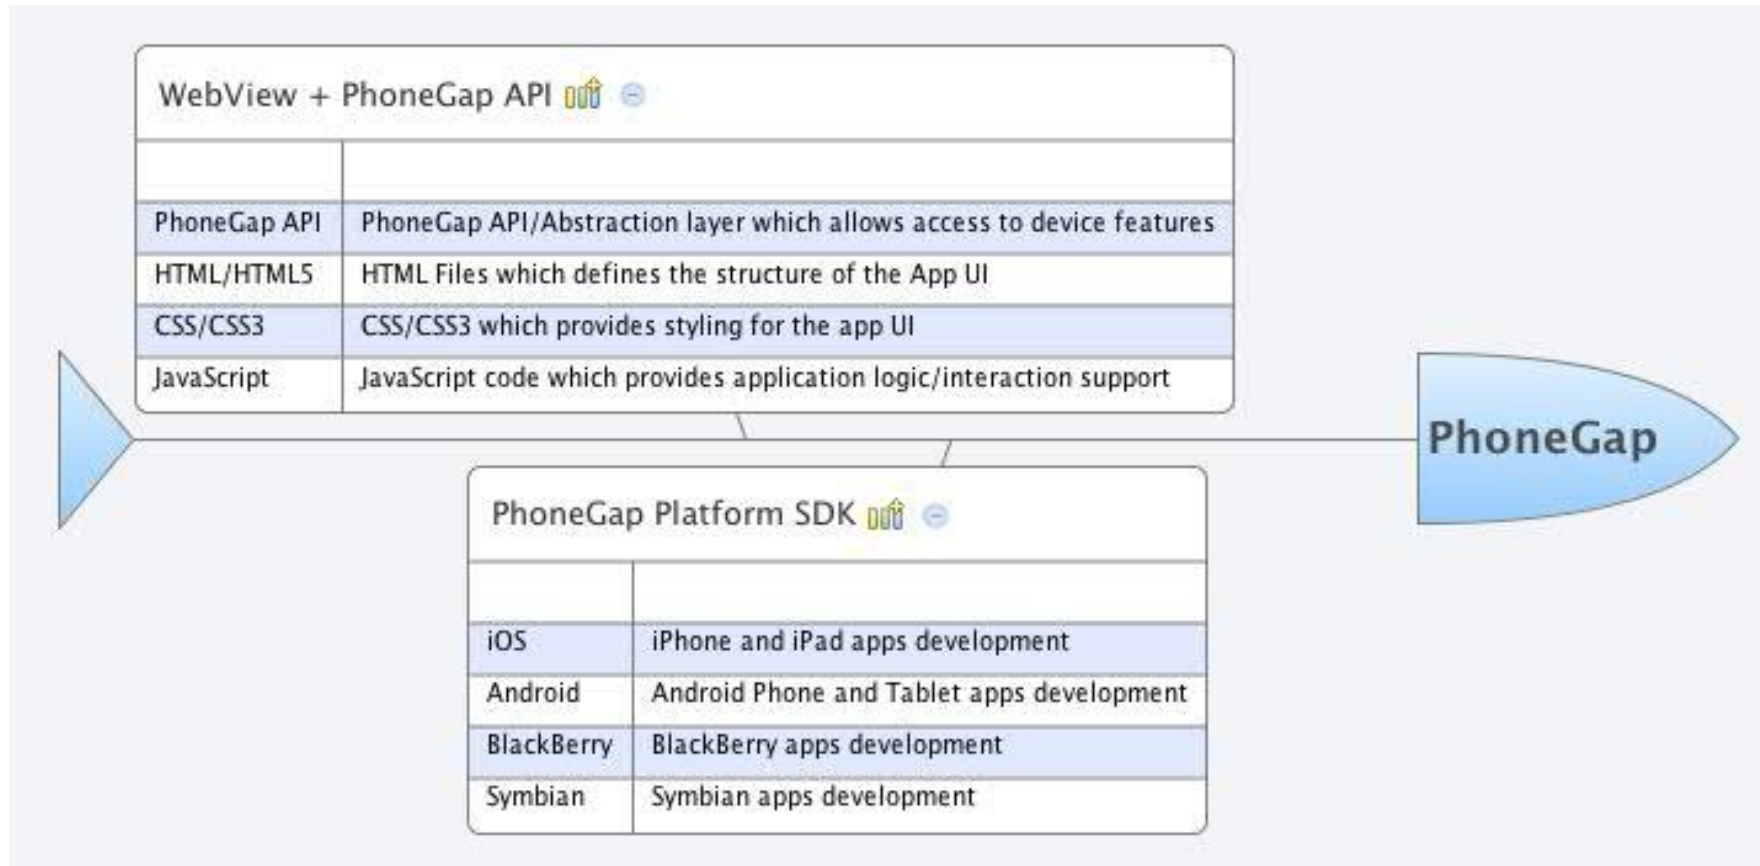 WebView + PhoneGap API
PhoneGap API PhoneGap API/Abstraction layer which allows access to device features
HTML/HTML5 HTML Files which defines the structure of the App UI
CSS/CSS3 CSS/CSS3 which provides styling for the app UI
JavaScript JavaScript code which provides application logic/interaction support
PhoneGap
PhoneGap Platform SDK
iOS iPhone and iPad apps development
Android Android Phone and Tablet apps development
BlackBerry BlackBerry apps development
Symbian Symbian apps development